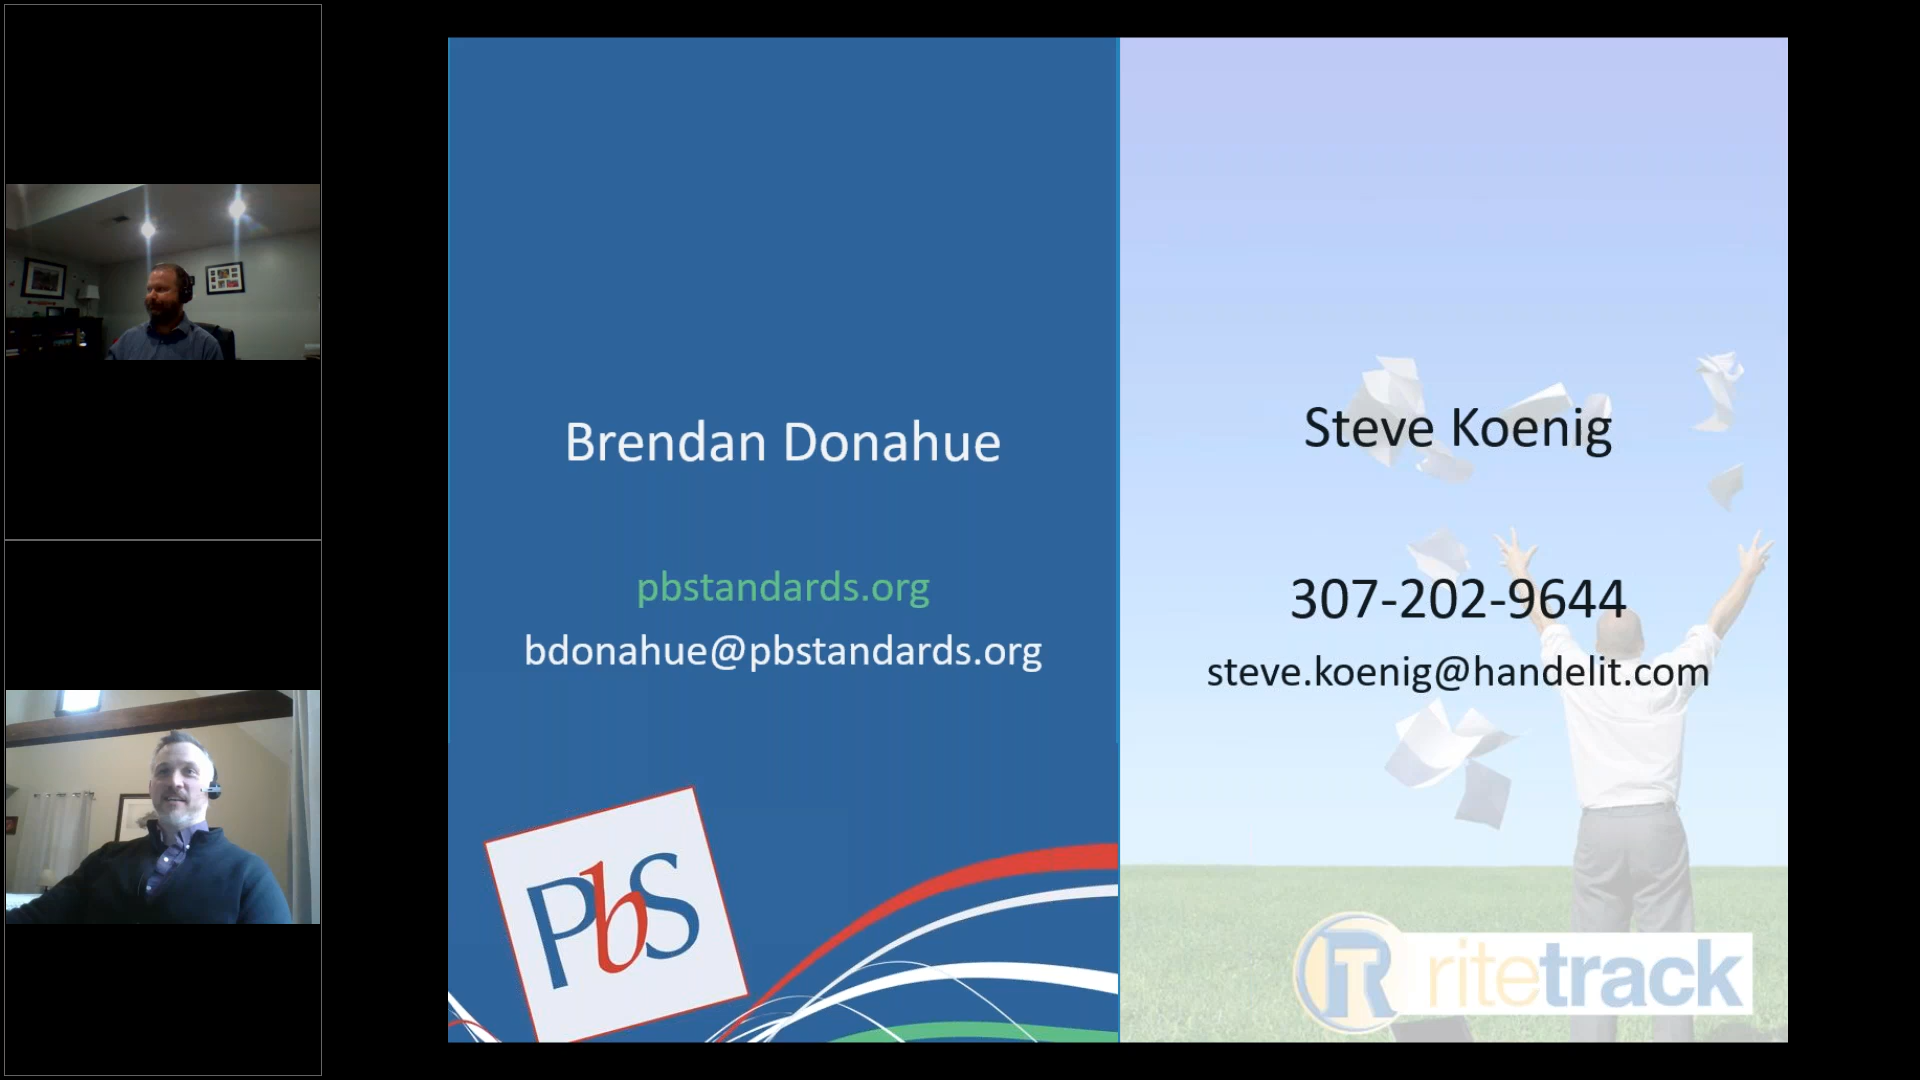 Brendan Donahue
pbstandards.org
bdonahue@pbstandards.org
PbS
Steve Koenig
307-202-9644
steve.koenig@handelit.com
ritetrack